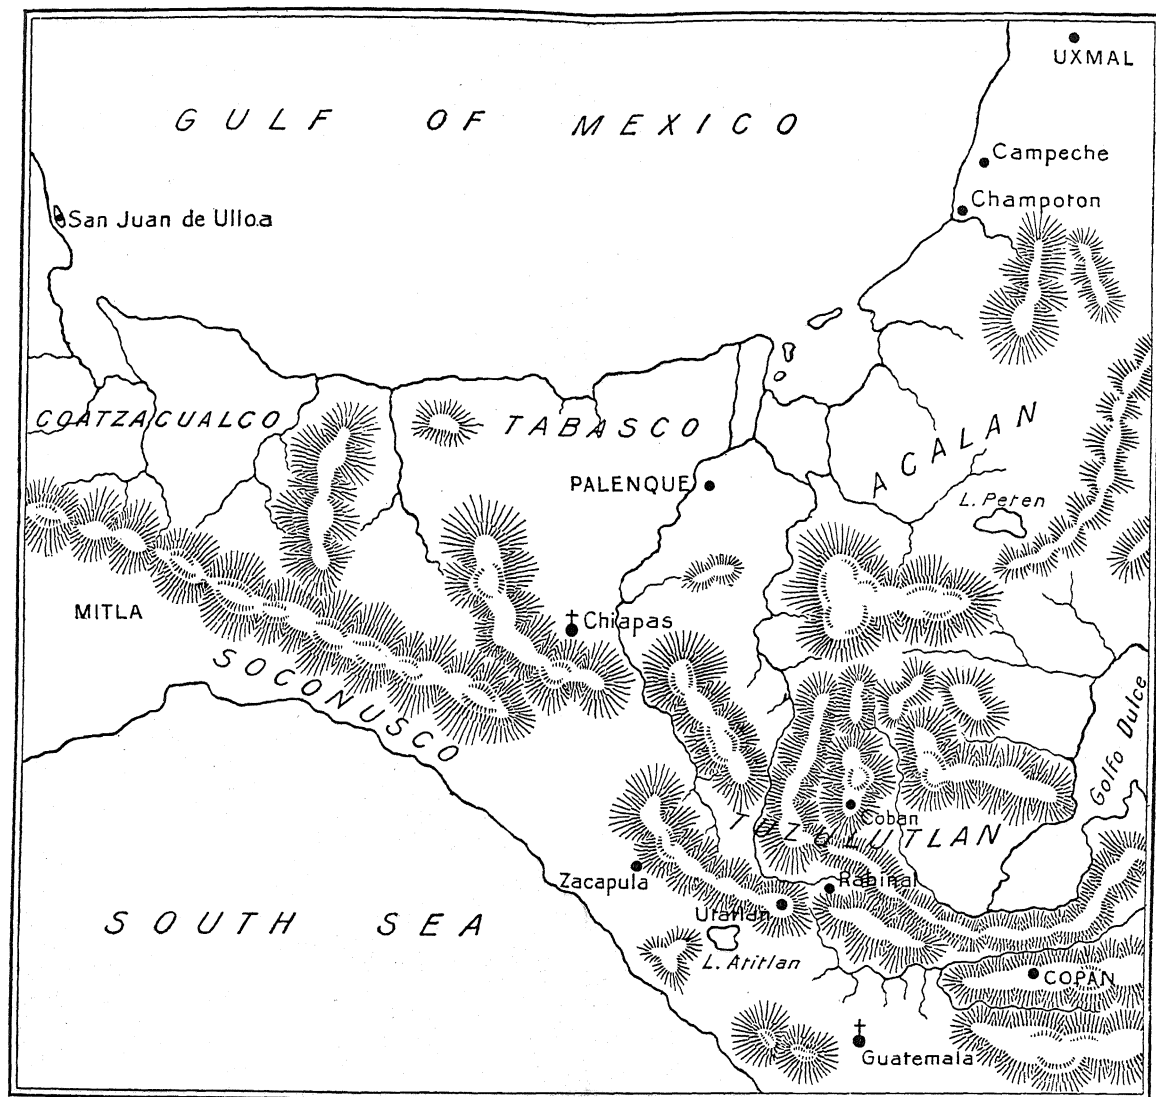 UXMAL
GULF OF MEXICO
Campeche
San Juan de Ulloa
Champoton
COATZACUALCO
TABASCO
ACALAN
PALENQUE
L. Peten
MITLA
Chiapas
SOCONUSCO
Golfo Dulce
Coban
TUZULUTLAN
Zacapula
Rabinal
Utatlan
SOUTH SEA
L. Atitlan
COPAN
Guatemala